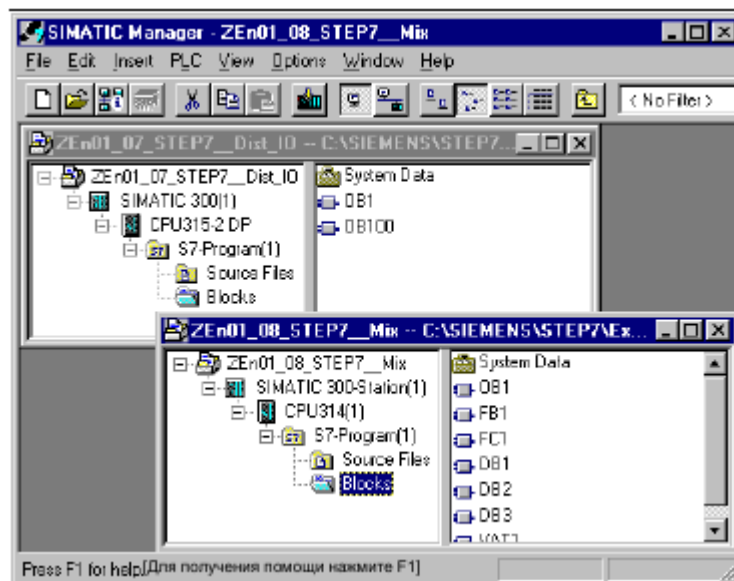 SIMATIC Manager - ZEn01_08_STEP7__Mix
File Edit Insert PLC View Options Window Help
< No Filter >
ZEn01_07_STEP7__Dist_IO -- C:\SIEMENS\STEP7...
ZEn01_07_STEP7__Dist_IO
SIMATIC 300(1)
CPU315-2 DP
S7-Program(1)
Source Files
Blocks
System Data
OB1
OB100
ZEn01_08_STEP7__Mix -- C:\SIEMENS\STEP7\Ex...
ZEn01_08_STEP7__Mix
SIMATIC 300-Station(1)
CPU314(1)
S7-Program(1)
Source Files
Blocks
System Data
OB1
FB1
FC1
DB1
DB2
DB3
VAT1
Press F1 for help.[Для получения помощи нажмите F1]